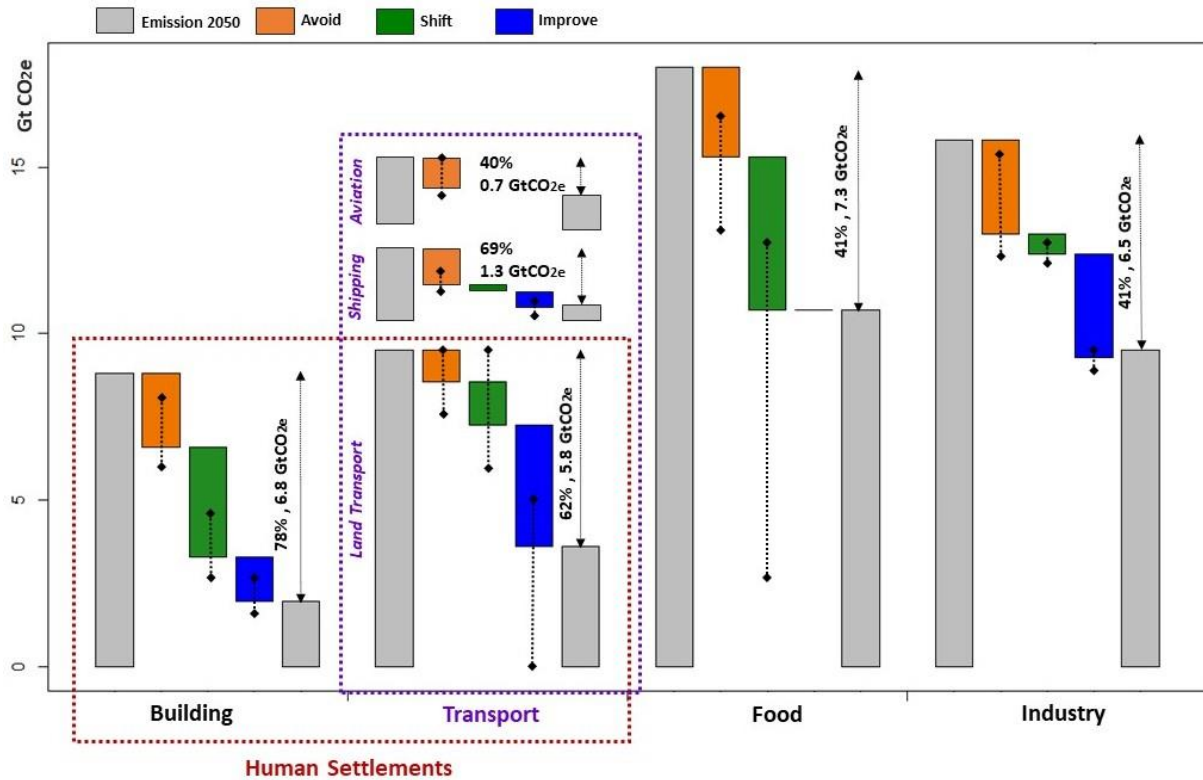 Emission 2050 Avoid Shift Improve
Gt CO2e
15
10
5
0
Aviation
40%
0.7 GtCO2e
Shipping
69%
1.3 GtCO2e
Land Transport
78% , 6.8 GtCO2e
62% , 5.8 GtCO2e
41% , 7.3 GtCO2e
41% , 6.5 GtCO2e
Building Transport Food Industry
Human Settlements